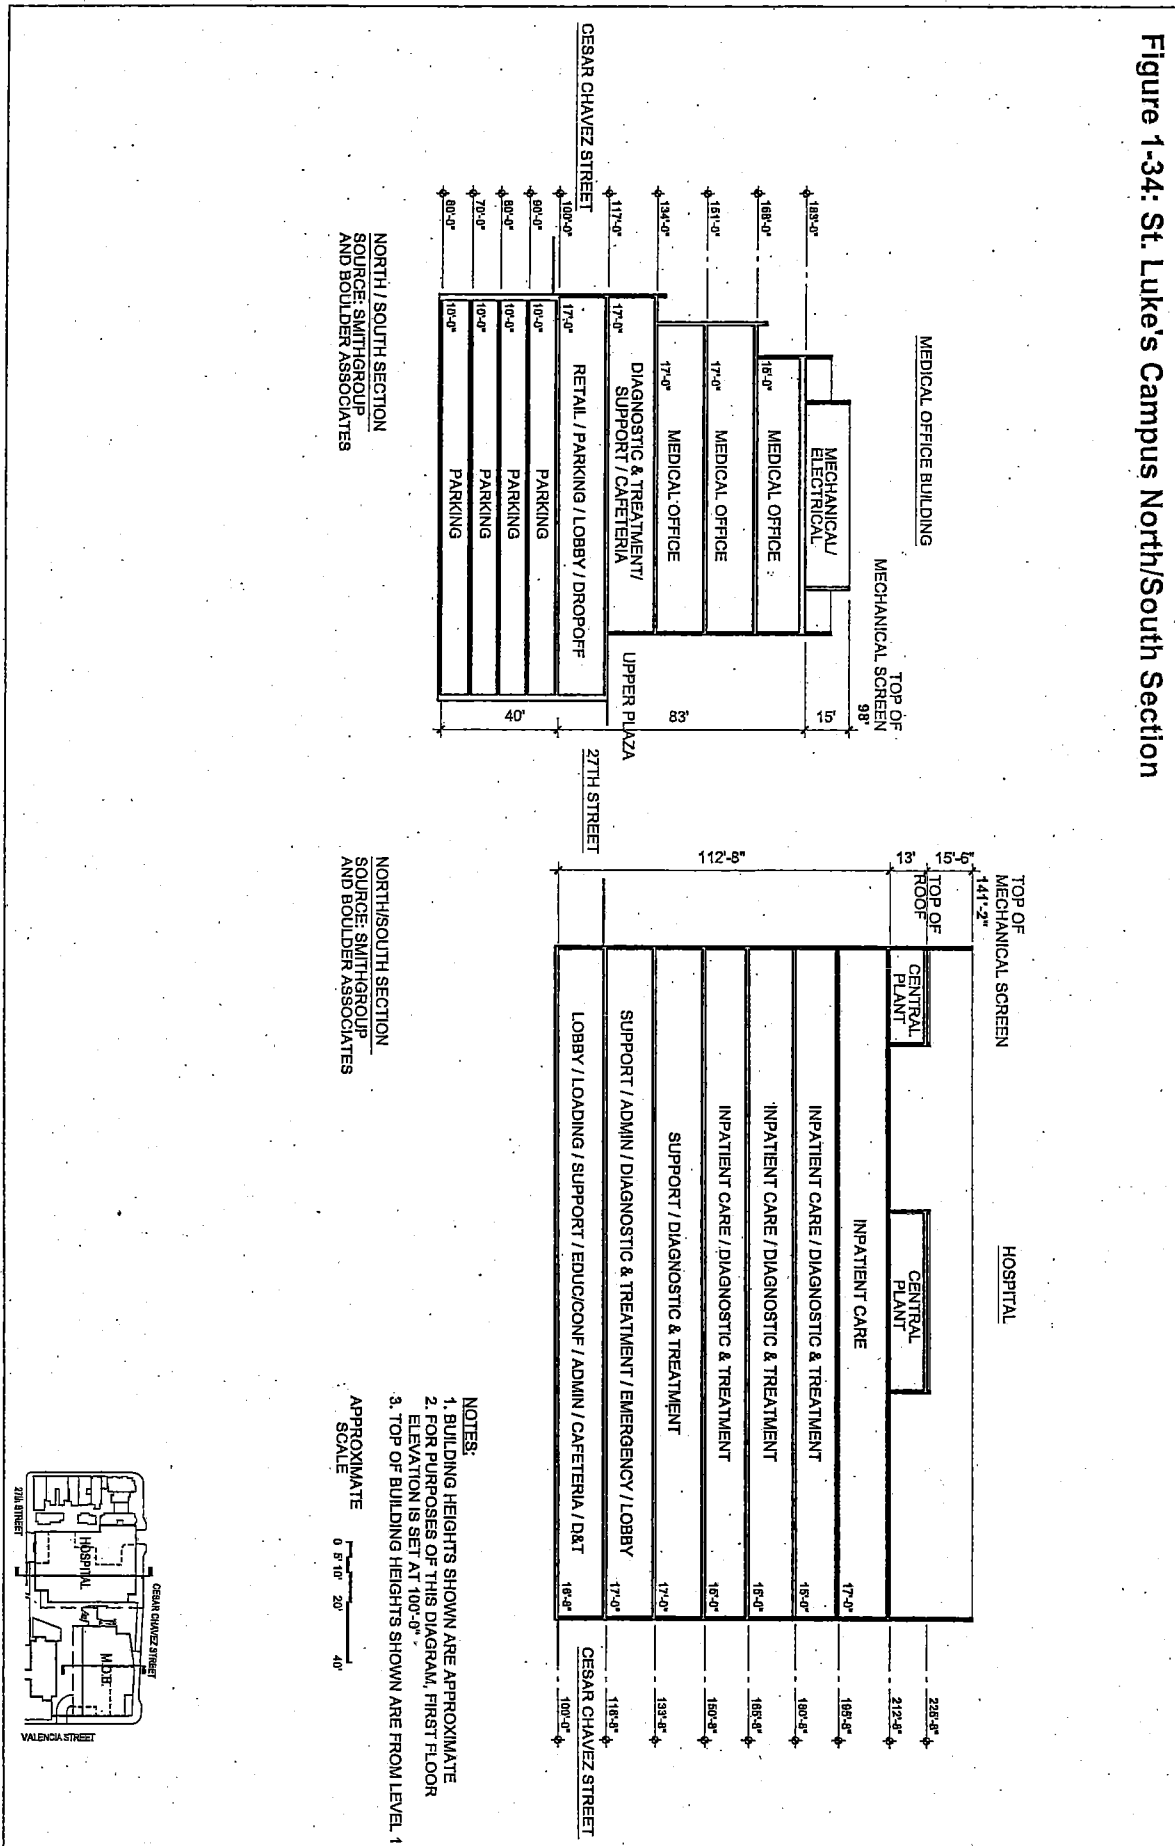 Figure 1-34: St. Luke's Campus North/South Section
MEDICAL OFFICE BUILDING
TOP OF
MECHANICAL SCREEN
98'
15'
83'
40'
183'-0"
168'-0"
151'-0"
134'-0"
117'-0"
100'-0"
90'-0"
80'-0"
70'-0"
60'-0"
MECHANICAL/
ELECTRICAL
15'-0" MEDICAL OFFICE
17'-0" MEDICAL OFFICE
17'-0" MEDICAL OFFICE
17'-0" DIAGNOSTIC & TREATMENT/
SUPPORT / CAFETERIA
17'-0" RETAIL / PARKING / LOBBY / DROPOFF
10'-0" PARKING
10'-0" PARKING
10'-0" PARKING
10'-0" PARKING
CESAR CHAVEZ STREET
UPPER PLAZA
27TH STREET
NORTH / SOUTH SECTION
SOURCE: SMITHGROUP
AND BOULDER ASSOCIATES
HOSPITAL
TOP OF
MECHANICAL SCREEN
141'-2"
15'-6"
TOP OF
ROOF
13'
112'-8"
CENTRAL
PLANT
CENTRAL
PLANT
INPATIENT CARE 17'-0"
INPATIENT CARE / DIAGNOSTIC & TREATMENT 15'-0"
INPATIENT CARE / DIAGNOSTIC & TREATMENT 15'-0"
INPATIENT CARE / DIAGNOSTIC & TREATMENT 15'-0"
SUPPORT / DIAGNOSTIC & TREATMENT 17'-0"
SUPPORT / ADMIN / DIAGNOSTIC & TREATMENT / EMERGENCY / LOBBY 17'-0"
LOBBY / LOADING / SUPPORT / EDUC/CONF / ADMIN / CAFETERIA / D&T 16'-8"
225'-8"
212'-8"
195'-8"
180'-8"
165'-8"
150'-8"
133'-8"
116'-8"
100'-0"
CESAR CHAVEZ STREET
NORTH/SOUTH SECTION
SOURCE: SMITHGROUP
AND BOULDER ASSOCIATES
NOTES:
1. BUILDING HEIGHTS SHOWN ARE APPROXIMATE
2. FOR PURPOSES OF THIS DIAGRAM, FIRST FLOOR
ELEVATION IS SET AT 100'-0"
3. TOP OF BUILDING HEIGHTS SHOWN ARE FROM LEVEL 1
APPROXIMATE
SCALE
0 5' 10' 20' 40'
CESAR CHAVEZ STREET
HOSPITAL
M.O.B.
27th STREET
VALENCIA STREET